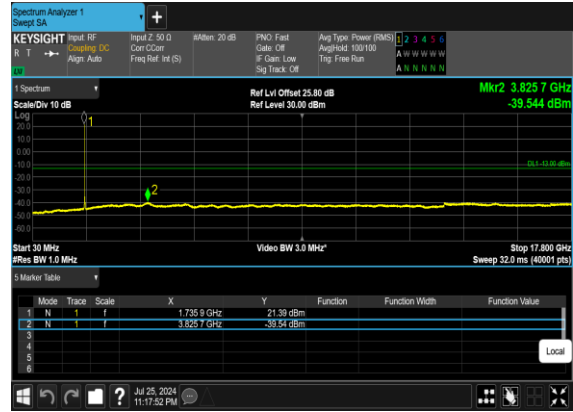 Spectrum Analyzer 1
Swept SA
+
KEYSIGHT Input: RF
R T Coupling: DC
Align: Auto
LXI
Input Z: 50 Ω
Corr CCorr
Freq Ref: Int (S)
#Atten: 20 dB
PNO: Fast
Gate: Off
IF Gain: Low
Sig Track: Off
Avg Type: Power (RMS)
Avg|Hold: 100/100
Trig: Free Run
1 2 3 4 5 6
A W W W W W
A N N N N N
1 Spectrum
Scale/Div 10 dB
Ref Lvl Offset 25.80 dB
Ref Level 30.00 dBm
Mkr2 3.825 7 GHz
-39.544 dBm
Log
20.0
10.0
0.00
-10.0
-20.0
-30.0
-40.0
-50.0
-60.0
1
2
DL1 -13.00 dBm
Start 30 MHz
#Res BW 1.0 MHz
Video BW 3.0 MHz*
Stop 17.800 GHz
Sweep 32.0 ms (40001 pts)
5 Marker Table
Mode Trace Scale X Y Function Function Width Function Value
1 N 1 f 1.735 9 GHz 21.39 dBm
2 N 1 f 3.825 7 GHz -39.54 dBm
3
4
5
6
Local
?
Jul 25, 2024
11:17:52 PM